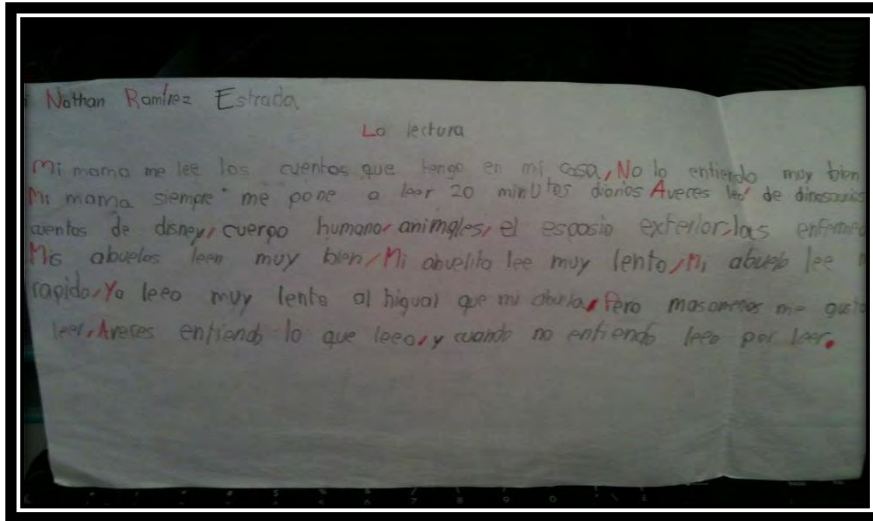 Nathan Ramírez Estrada
La lectura
Mi mama me lee los cuentos que tengo en mi casa, No lo entiendo muy bien
Mi mama siempre me pone a leer 20 minutos diarios Averes leo de dinosaurios
cuentos de disney, cuerpo humano, animales, el espasio exterior, las
Mis abuelos leen muy bien, Mi abuelito lee muy lento, Mi abuela lee
rapido, Yo leeo muy lento al higual que mi abuela, Pero masomenos me gusta
leer, Averes entiendo lo que leeo, y cuando no entiendo leeo por leer.